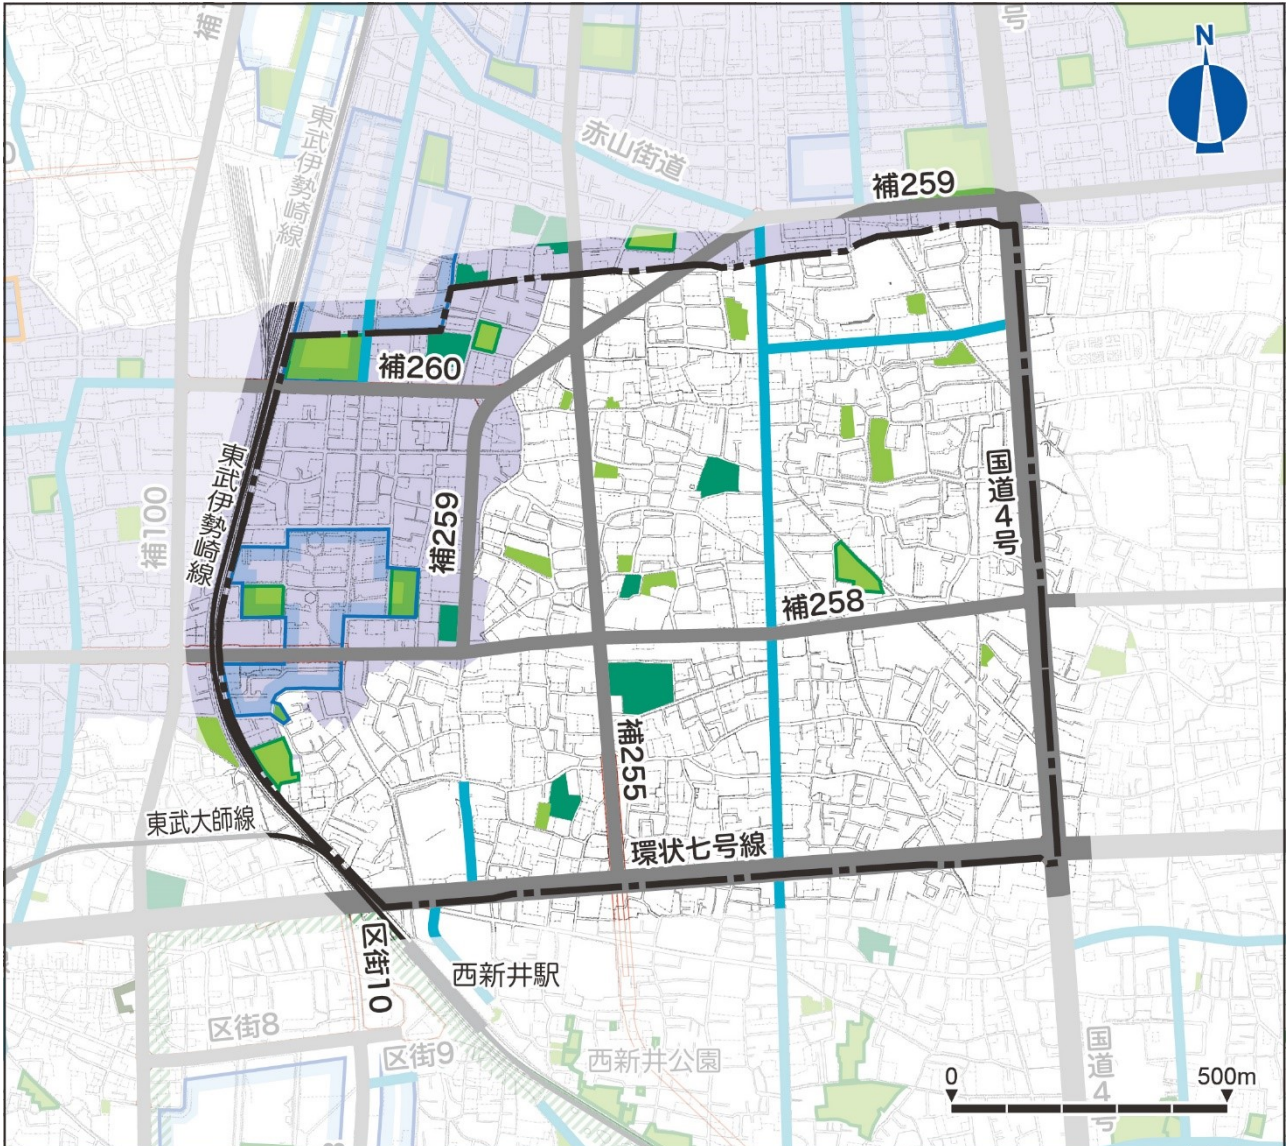 補1
号
N
東武伊勢崎線
赤山街道
補259
補260
東武伊勢崎線
補100
補259
国道4号
補258
補255
東武大師線
環状七号線
区街10
西新井駅
区街8
区街9
西新井公園
国道4号
0
500m